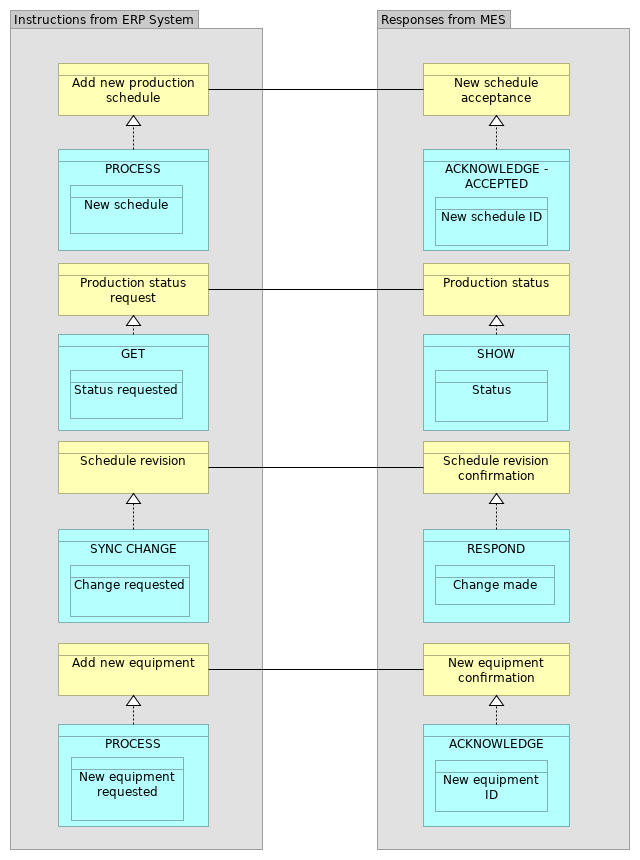 Instructions from ERP System
Responses from MES
Add new production
schedule
New schedule
acceptance
PROCESS
New schedule
ACKNOWLEDGE -
ACCEPTED
New schedule ID
Production status
request
Production status
GET
Status requested
SHOW
Status
Schedule revision
Schedule revision
confirmation
SYNC CHANGE
Change requested
RESPOND
Change made
Add new equipment
New equipment
confirmation
PROCESS
New equipment
requested
ACKNOWLEDGE
New equipment
ID